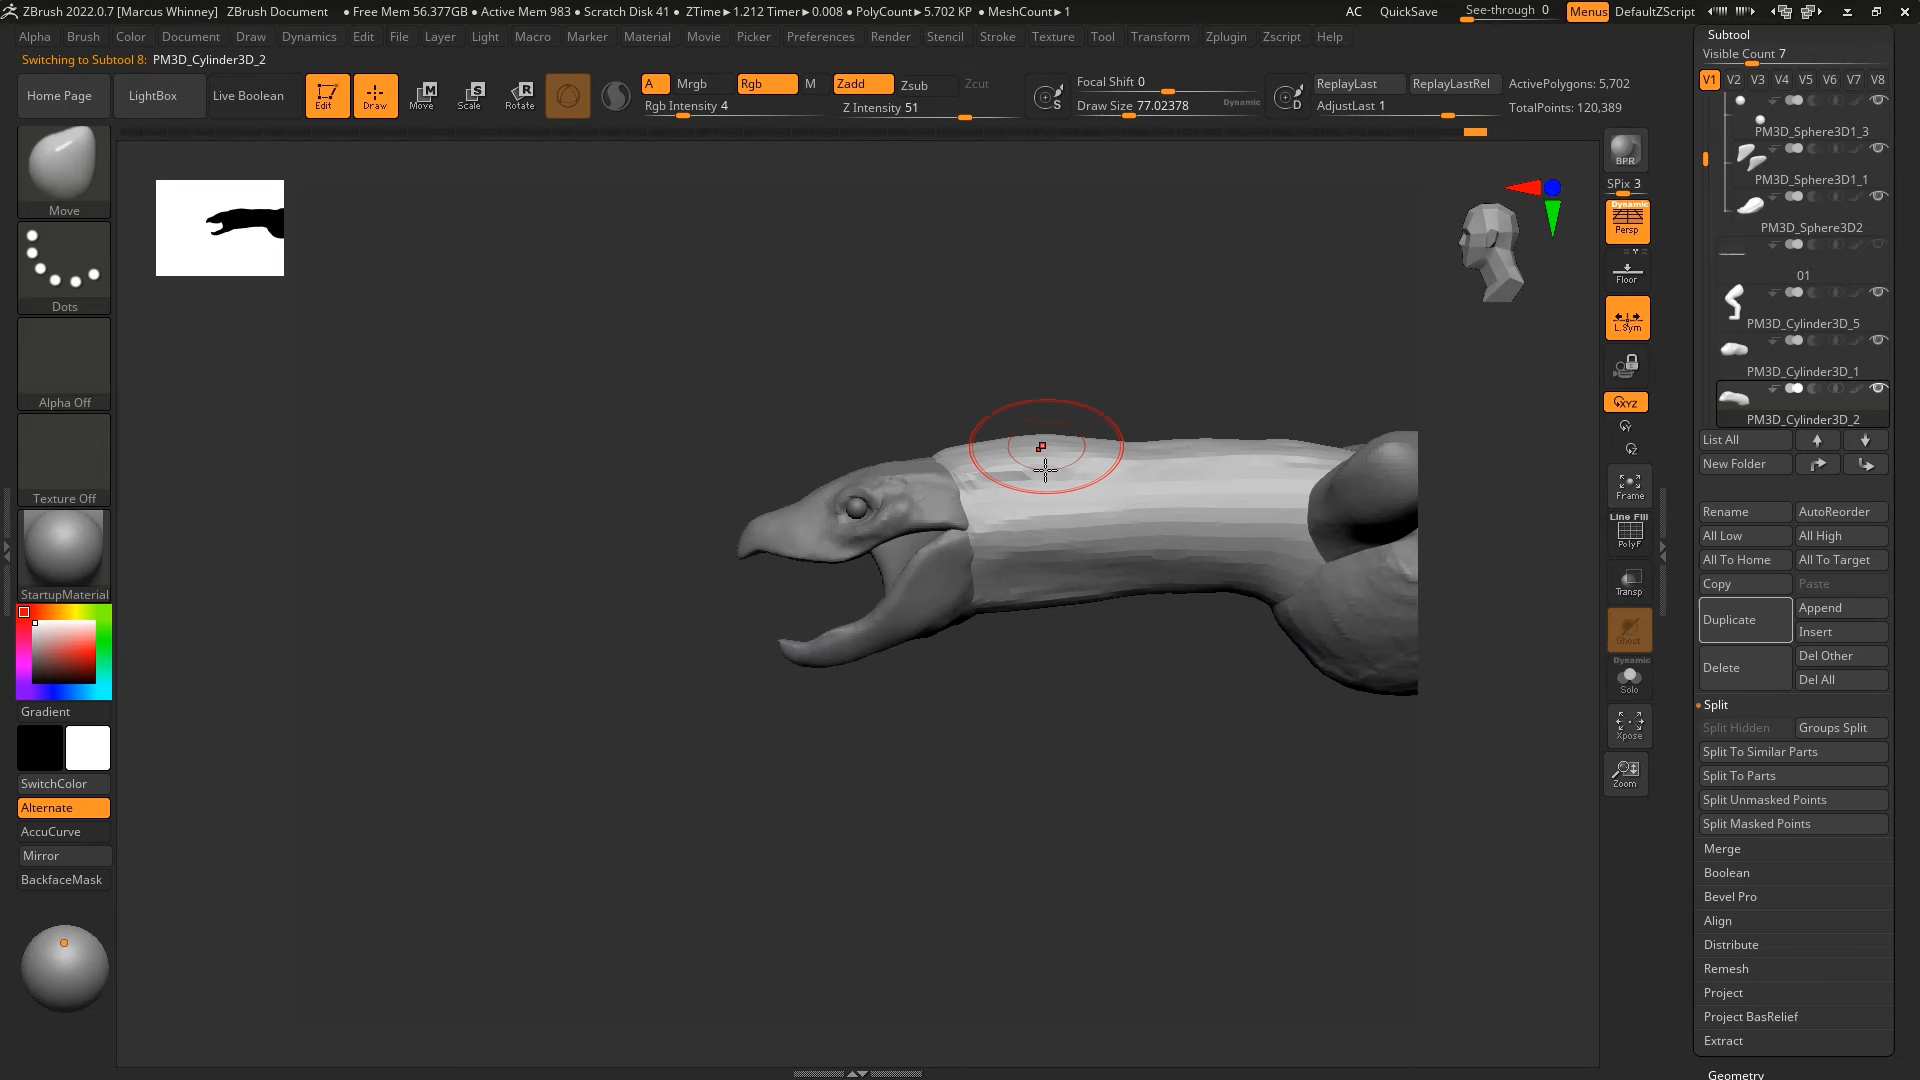 ZBrush 2022.0.7 [Marcus Whinney] ZBrush Document ● Free Mem 56.377GB ● Active Mem 983 ● Scratch Disk 41 ● ZTime►1.212 Timer►0.008 ● PolyCount►5.702 KP ● MeshCount►1 AC QuickSave See-through 0 Menus DefaultZScript
Alpha Brush Color Document Draw Dynamics Edit File Layer Light Macro Marker Material Movie Picker Preferences Render Stencil Stroke Texture Tool Transform Zplugin Zscript Help
Switching to Subtool 8: PM3D_Cylinder3D_2
Home Page LightBox Live Boolean Edit Draw Move Scale Rotate
A Mrgb Rgb M Zadd Zsub Zcut
Rgb Intensity 4 Z Intensity 51
Focal Shift 0
Draw Size 77.02378 Dynamic
S
D
ReplayLast ReplayLastRel
AdjustLast 1
ActivePolygons: 5,702
TotalPoints: 120,389
Move
Dots
Alpha Off
Texture Off
StartupMaterial
Gradient
SwitchColor
Alternate
AccuCurve
Mirror
BackfaceMask
BPR
SPix 3
Dynamic
Persp
Floor
L.Sym
XYZ
Frame
Line Fill
PolyF
Transp
Ghost
Dynamic
Solo
Xpose
Zoom
Subtool
Visible Count 7
V1 V2 V3 V4 V5 V6 V7 V8
PM3D_Sphere3D1_3
PM3D_Sphere3D1_1
PM3D_Sphere3D2
01
PM3D_Cylinder3D_5
PM3D_Cylinder3D_1
PM3D_Cylinder3D_2
List All
New Folder
Rename AutoReorder
All Low All High
All To Home All To Target
Copy Paste
Duplicate Append
Insert
Delete Del Other
Del All
Split
Split Hidden Groups Split
Split To Similar Parts
Split To Parts
Split Unmasked Points
Split Masked Points
Merge
Boolean
Bevel Pro
Align
Distribute
Remesh
Project
Project BasRelief
Extract
Geometry